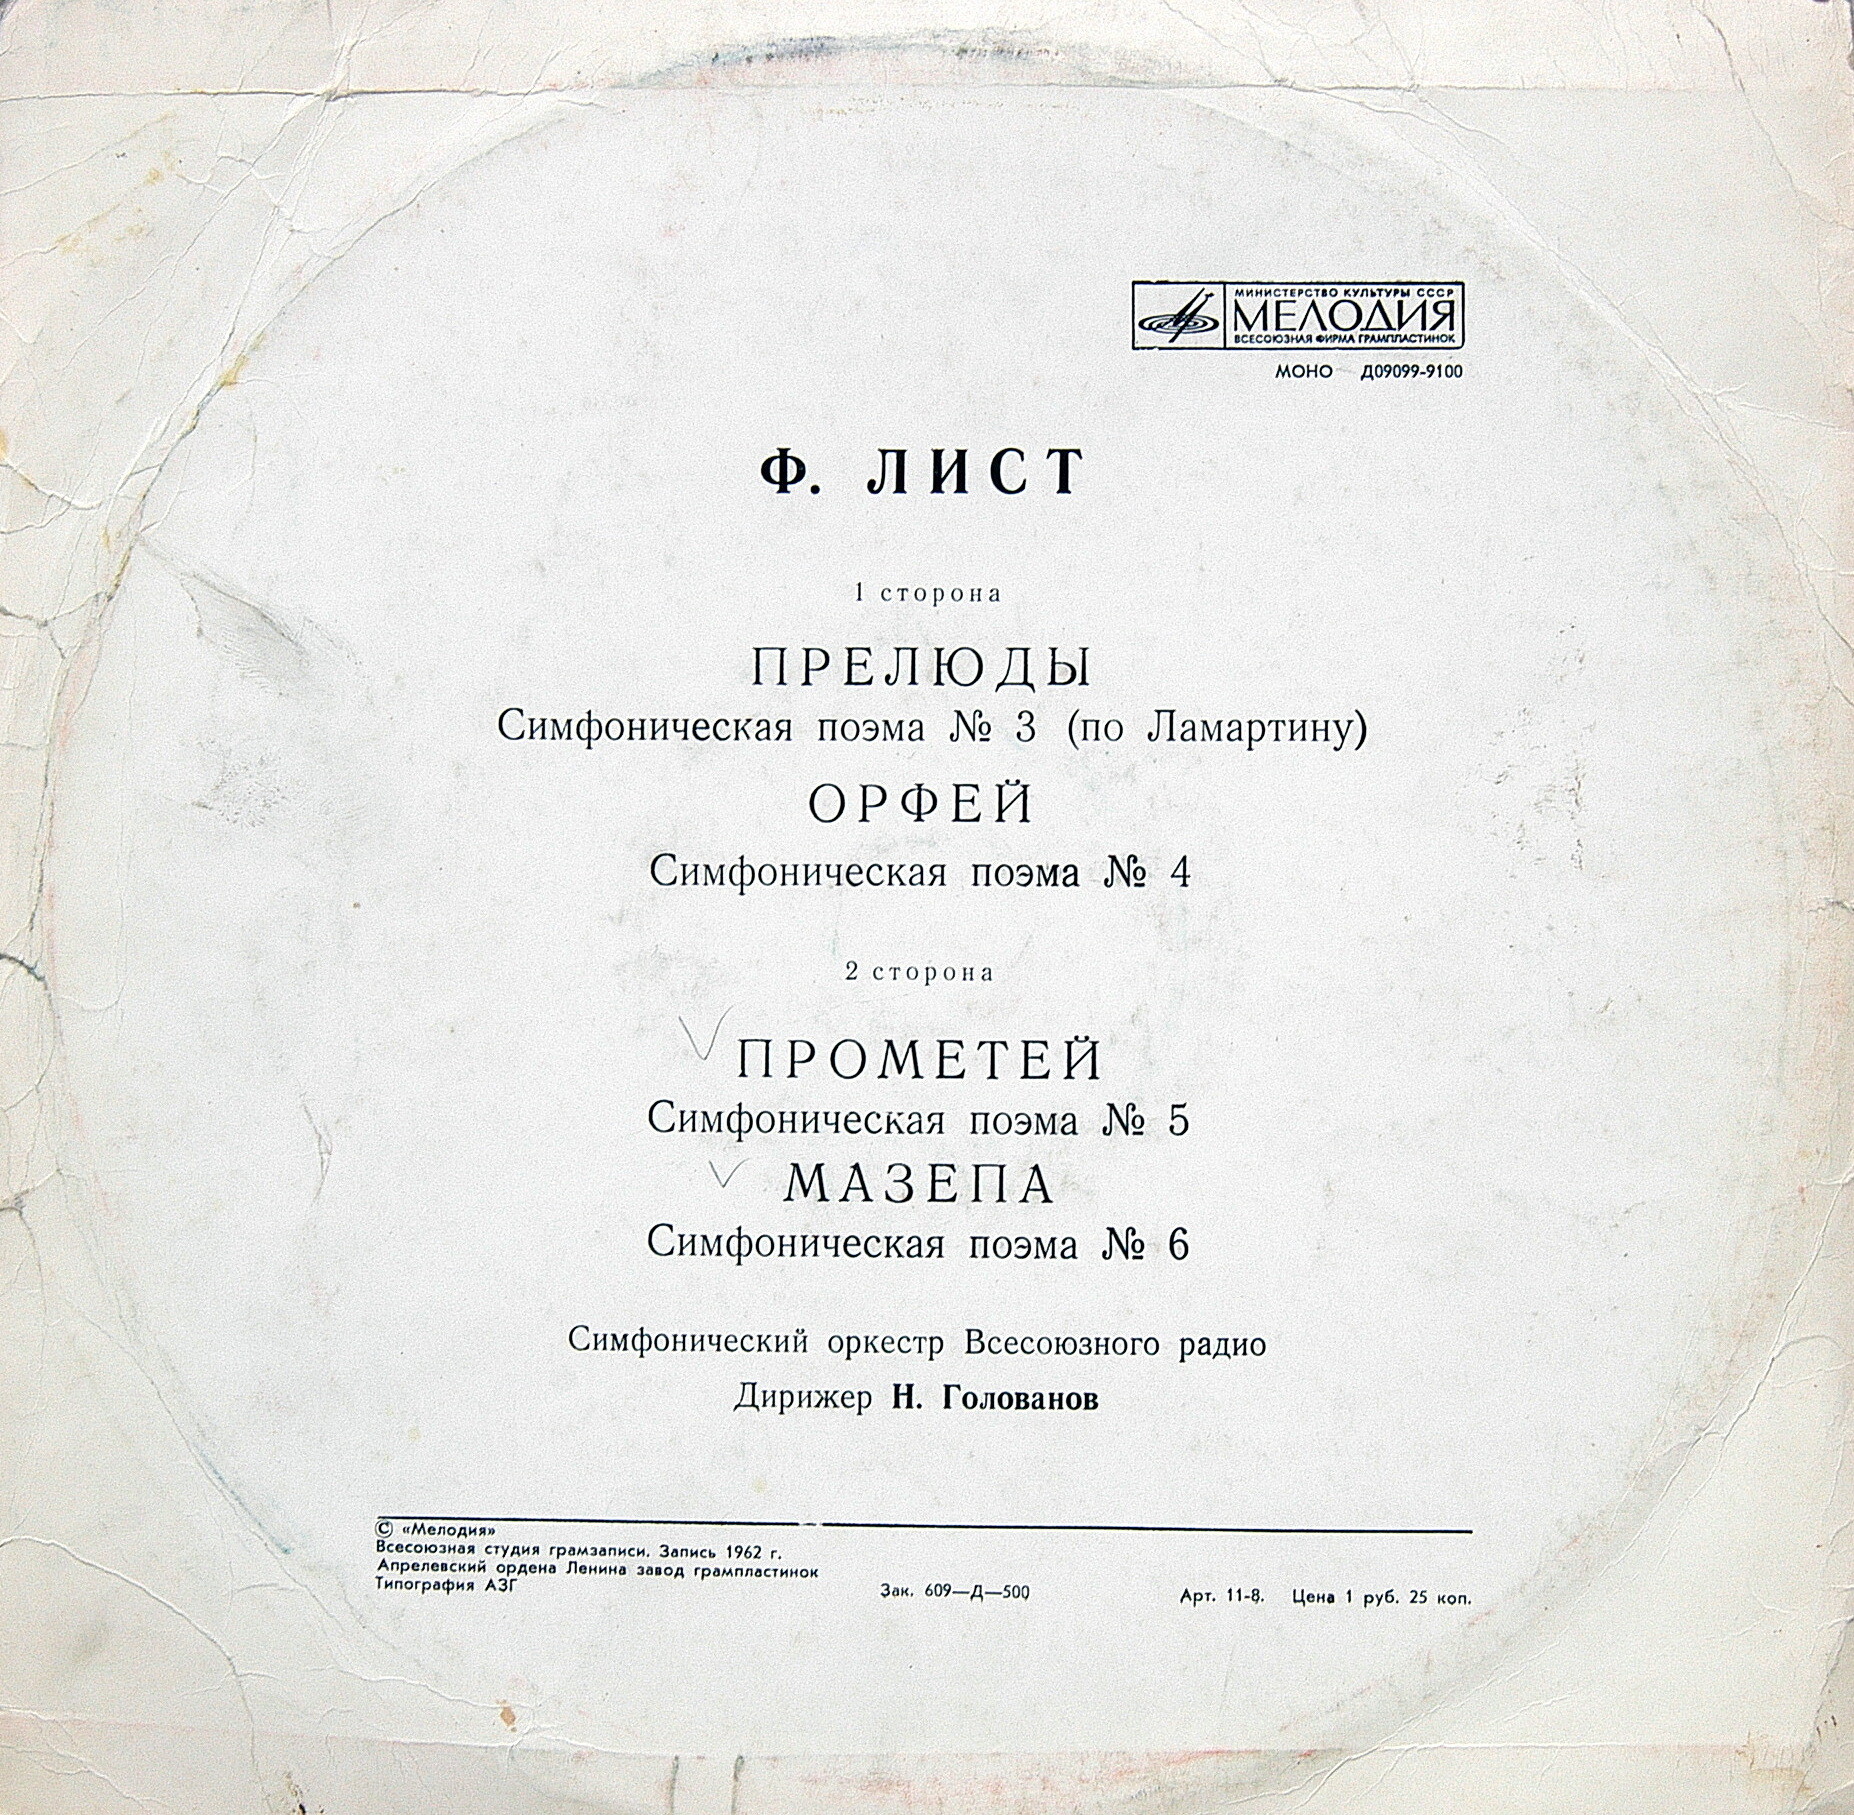 МИНИСТЕРСТВО КУЛЬТУРЫ СССР
МЕЛОДИЯ
ВСЕСОЮЗНАЯ ФИРМА ГРАМПЛАСТИНОК
МОНО Д09099-9100
Ф. ЛИСТ
1 сторона
ПРЕЛЮДЫ
Симфоническая поэма № 3 (по Ламартину)
ОРФЕЙ
Симфоническая поэма № 4
2 сторона
ПРОМЕТЕЙ
Симфоническая поэма № 5
МАЗЕПА
Симфоническая поэма № 6
Симфонический оркестр Всесоюзного радио
Дирижер Н. Голованов
© «Мелодия»
Всесоюзная студия грамзаписи. Запись 1962 г.
Апрелевский ордена Ленина завод грампластинок
Типография АЗГ
Зак. 609—Д—500
Арт. 11-8. Цена 1 руб. 25 коп.